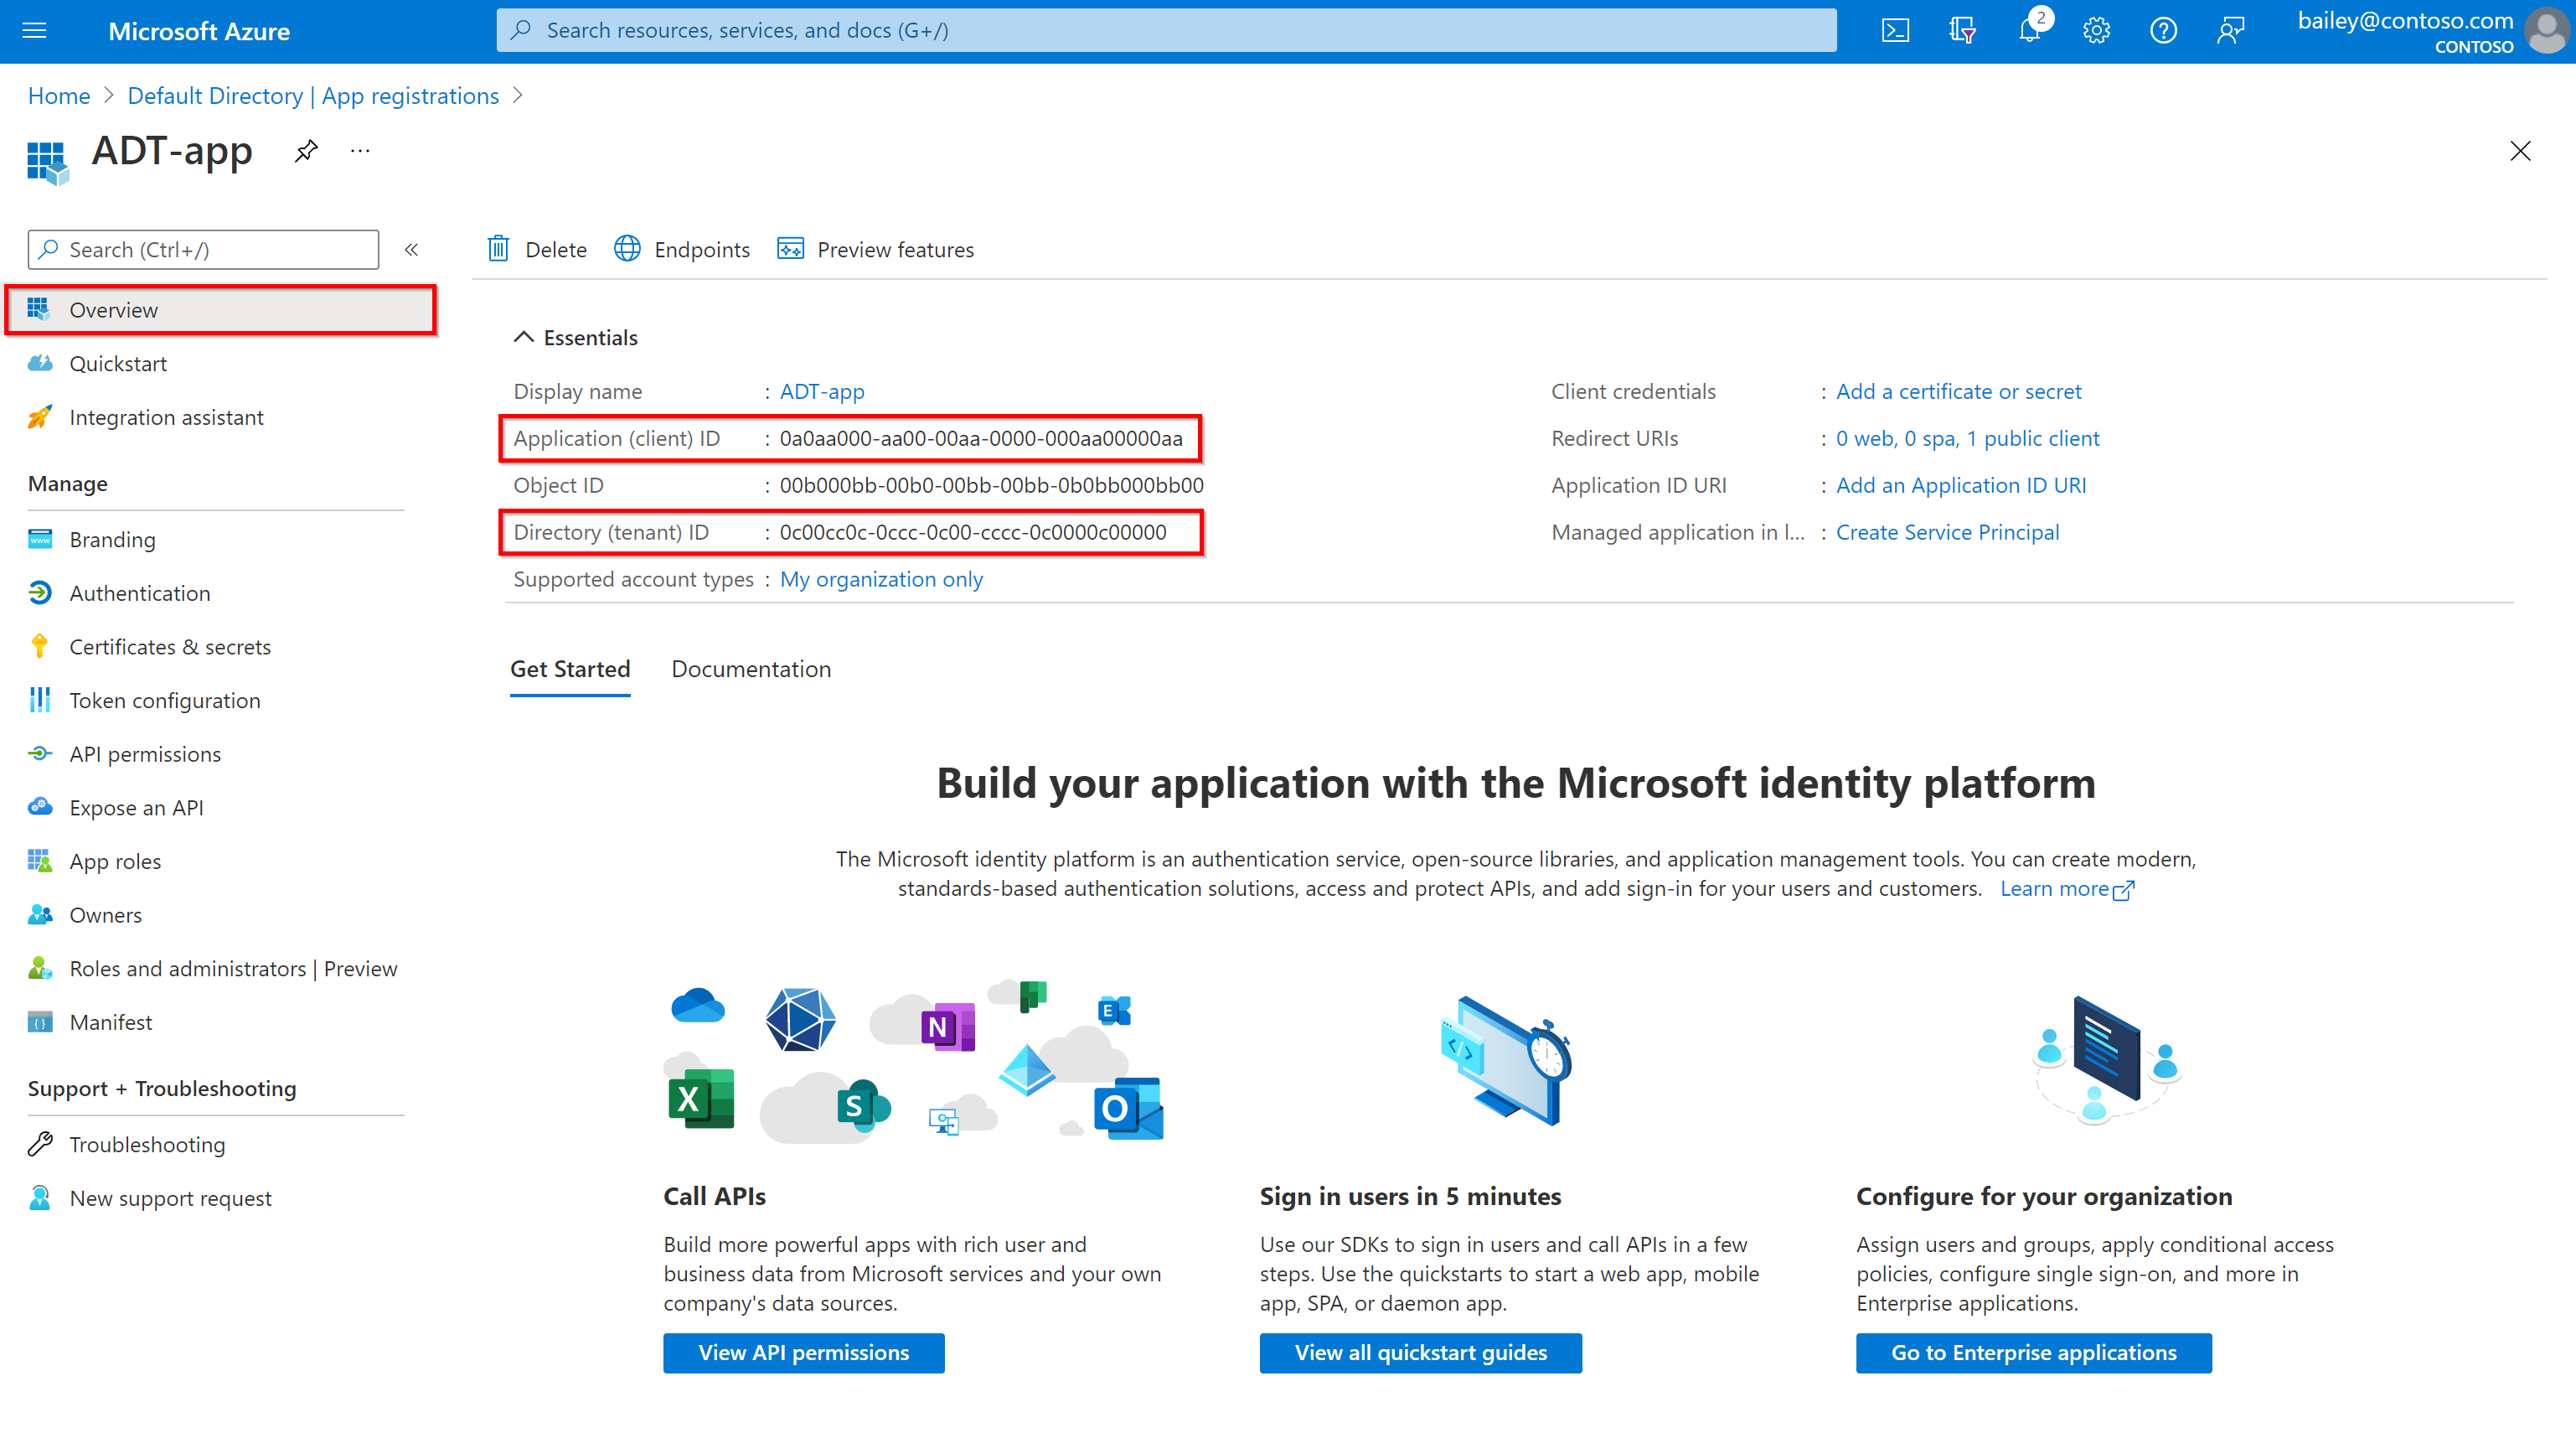 Microsoft Azure
Search resources, services, and docs (G+/)
2
bailey@contoso.com
CONTOSO
Home > Default Directory | App registrations >
ADT-app
...
Search (Ctrl+/)
«
Delete
Endpoints
Preview features
Overview
Quickstart
Integration assistant
Manage
Branding
Authentication
Certificates & secrets
Token configuration
API permissions
Expose an API
App roles
Owners
Roles and administrators | Preview
Manifest
Support + Troubleshooting
Troubleshooting
New support request
Essentials
Display name : ADT-app
Application (client) ID : 0a0aa000-aa00-00aa-0000-000aa00000aa
Object ID : 00b000bb-00b0-00bb-00bb-0b0bb000bb00
Directory (tenant) ID : 0c00cc0c-0ccc-0c00-cccc-0c0000c00000
Supported account types : My organization only
Client credentials : Add a certificate or secret
Redirect URIs : 0 web, 0 spa, 1 public client
Application ID URI : Add an Application ID URI
Managed application in l... : Create Service Principal
Get Started
Documentation
Build your application with the Microsoft identity platform
The Microsoft identity platform is an authentication service, open-source libraries, and application management tools. You can create modern,
standards-based authentication solutions, access and protect APIs, and add sign-in for your users and customers. Learn more
N
E
X
S
O
Call APIs
Build more powerful apps with rich user and
business data from Microsoft services and your own
company's data sources.
View API permissions
Sign in users in 5 minutes
Use our SDKs to sign in users and call APIs in a few
steps. Use the quickstarts to start a web app, mobile
app, SPA, or daemon app.
View all quickstart guides
Configure for your organization
Assign users and groups, apply conditional access
policies, configure single sign-on, and more in
Enterprise applications.
Go to Enterprise applications